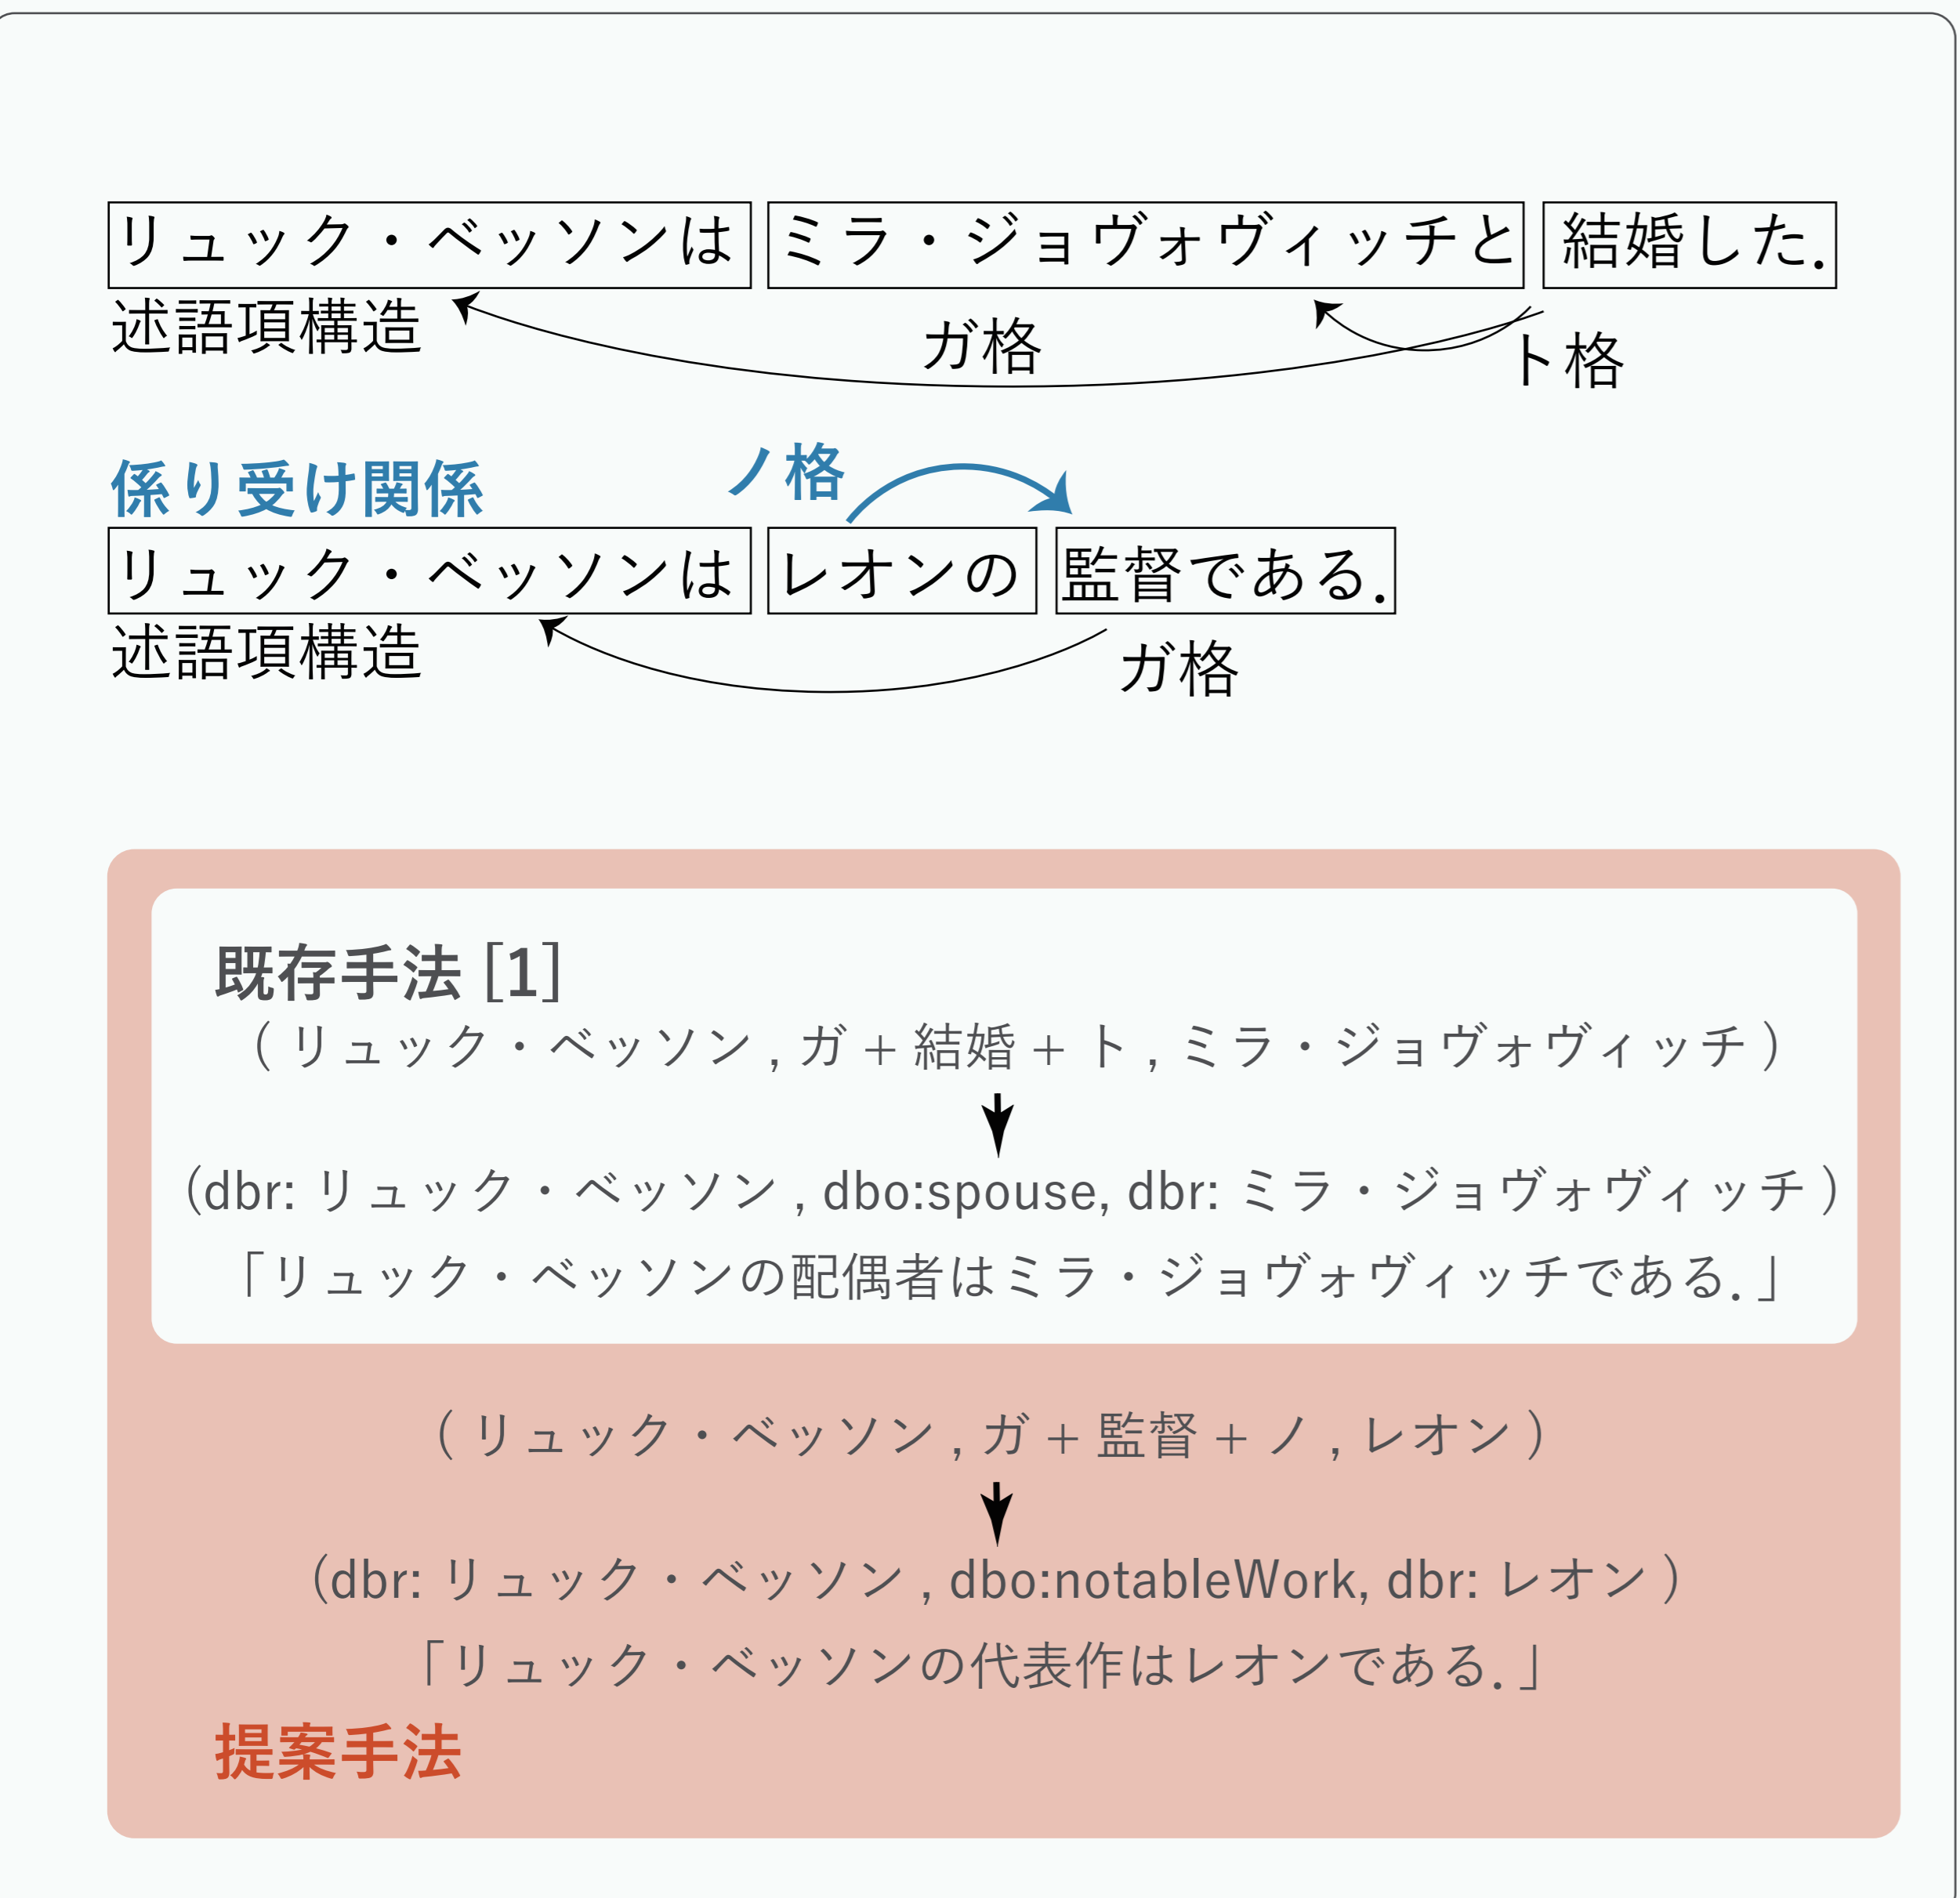 リュック・ベッソンは ミラ・ジョヴォヴィッチと 結婚した.
述語項構造
ガ格
ト格
係り受け関係
ノ格
リュック・ベッソンは レオンの 監督である.
述語項構造
ガ格
既存手法 [1]
( リュック・ベッソン , ガ + 結婚 + ト , ミラ・ジョヴォヴィッチ )
(dbr: リュック・ベッソン , dbo:spouse, dbr: ミラ・ジョヴォヴィッチ )
「リュック・ベッソンの配偶者はミラ・ジョヴォヴィッチである.」
( リュック・ベッソン , ガ + 監督 + ノ , レオン )
(dbr: リュック・ベッソン , dbo:notableWork, dbr: レオン )
「リュック・ベッソンの代表作はレオンである.」
提案手法